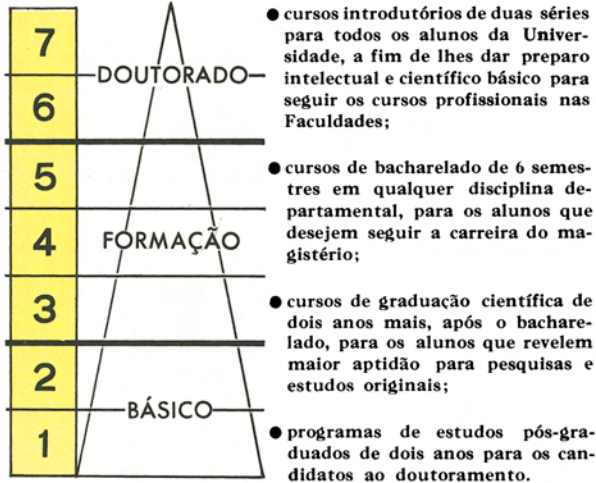 7
DOUTORADO
6
5
4
FORMAÇÃO
3
2
BÁSICO
1
● cursos introdutórios de duas séries
para todos os alunos da Univer-
sidade, a fim de lhes dar preparo
intelectual e científico básico para
seguir os cursos profissionais nas
Faculdades;
● cursos de bacharelado de 6 semes-
tres em qualquer disciplina de-
partamental, para os alunos que
desejem seguir a carreira do ma-
gistério;
● cursos de graduação científica de
dois anos mais, após o bachare-
lado, para os alunos que revelem
maior aptidão para pesquisas e
estudos originais;
● programas de estudos pós-gra-
duados de dois anos para os can-
didatos ao doutoramento.